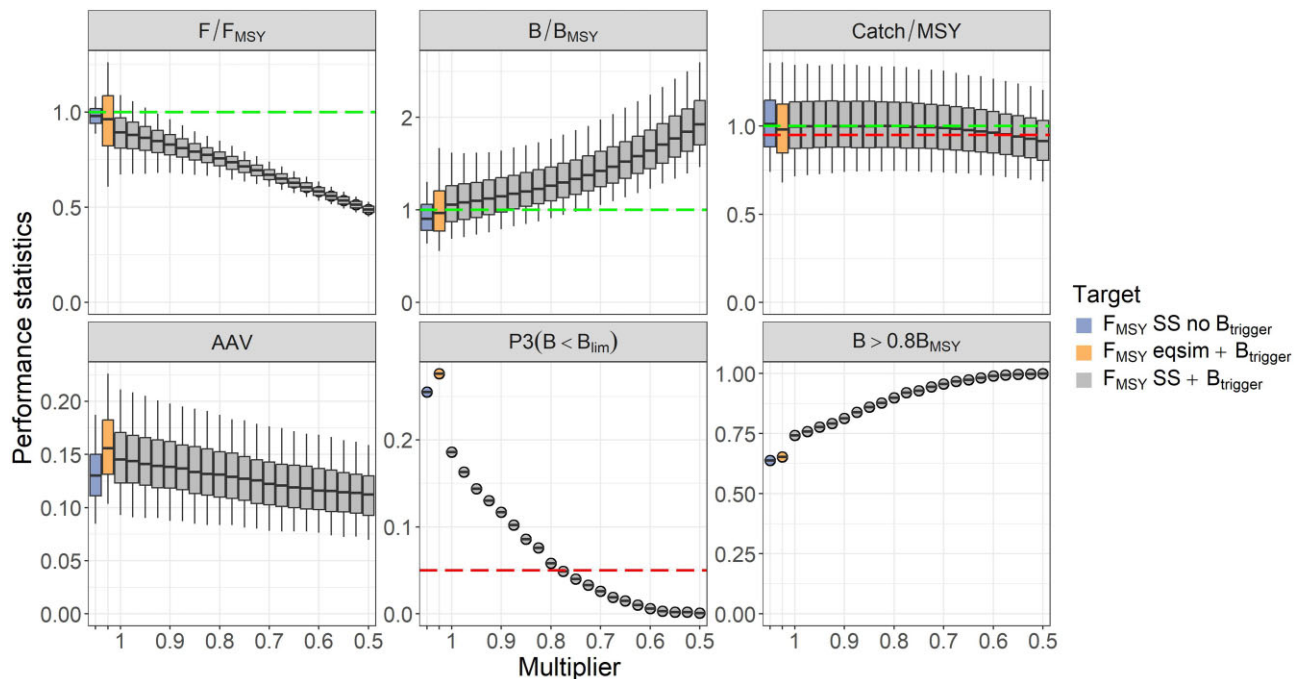 F/F_MSY
B/B_MSY
Catch/MSY
1.0
0.5
0.0
2
1
0
1.0
0.5
0.0
Performance statistics
AAV
P3(B < B_lim)
B > 0.8B_MSY
0.20
0.15
0.10
0.05
0.00
0.2
0.1
0.0
1.00
0.75
0.50
0.25
0.00
1 0.9 0.8 0.7 0.6 0.5
1 0.9 0.8 0.7 0.6 0.5
1 0.9 0.8 0.7 0.6 0.5
Multiplier
Target
F_MSY SS no B_trigger
F_MSY eqsim + B_trigger
F_MSY SS + B_trigger